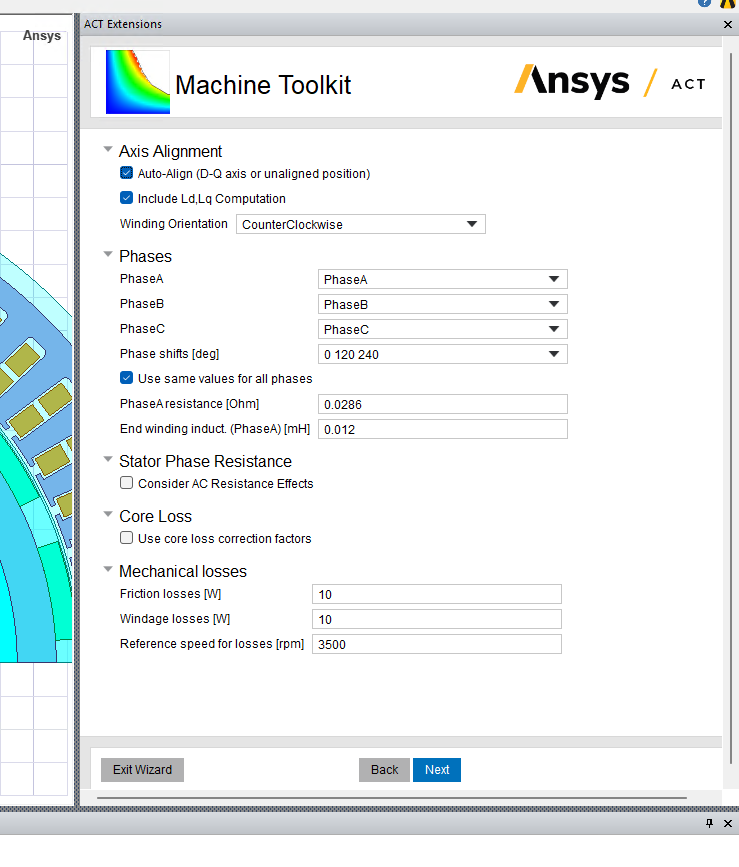 Ansys
ACT Extensions
Machine Toolkit
Ansys / ACT
Axis Alignment
Auto-Align (D-Q axis or unaligned position)
Include Ld,Lq Computation
Winding Orientation CounterClockwise
Phases
PhaseA PhaseA
PhaseB PhaseB
PhaseC PhaseC
Phase shifts [deg] 0 120 240
Use same values for all phases
PhaseA resistance [Ohm] 0.0286
End winding induct. (PhaseA) [mH] 0.012
Stator Phase Resistance
Consider AC Resistance Effects
Core Loss
Use core loss correction factors
Mechanical losses
Friction losses [W] 10
Windage losses [W] 10
Reference speed for losses [rpm] 3500
Exit Wizard Back Next